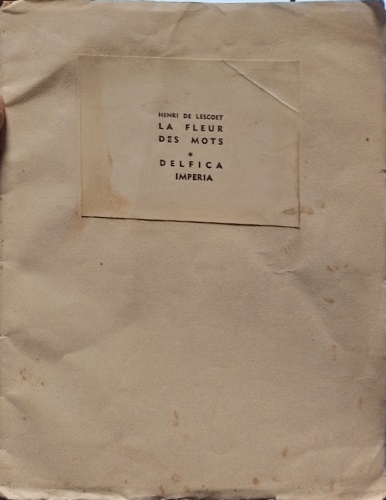 HENRI DE LESCOET
LA FLEUR
DES MOTS
*
DELFICA
IMPERIA